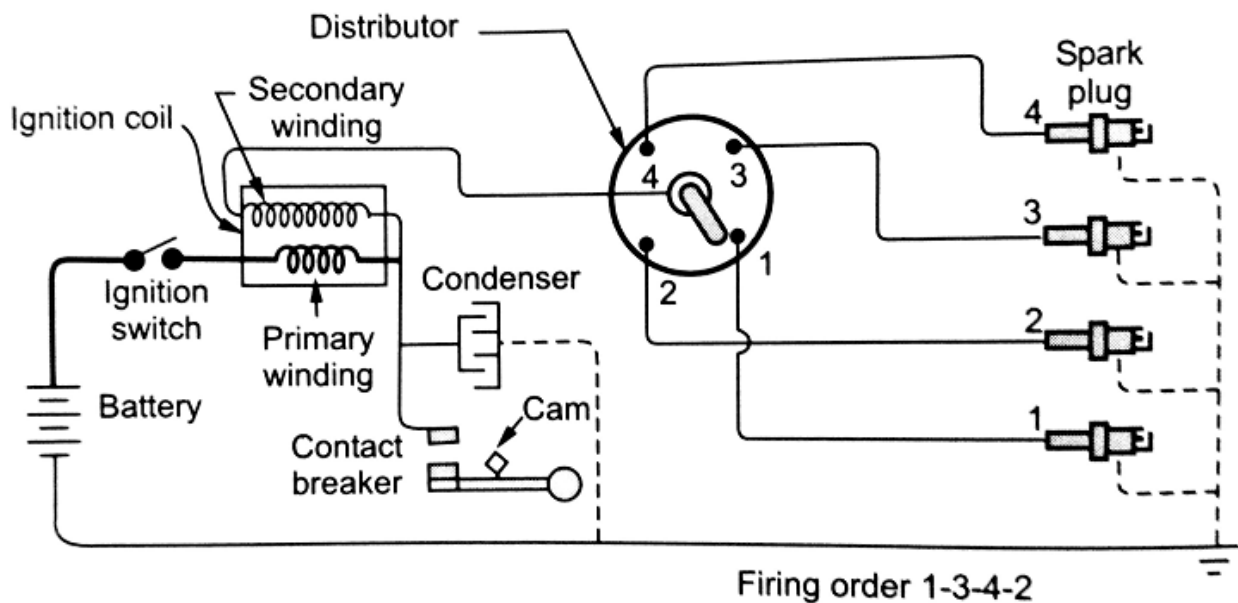 Distributor
Spark
plug
Secondary
winding
Ignition coil
4
3
4
3
2
1
2
1
Ignition
switch
Condenser
Primary
winding
Battery
Cam
Contact
breaker
Firing order 1-3-4-2